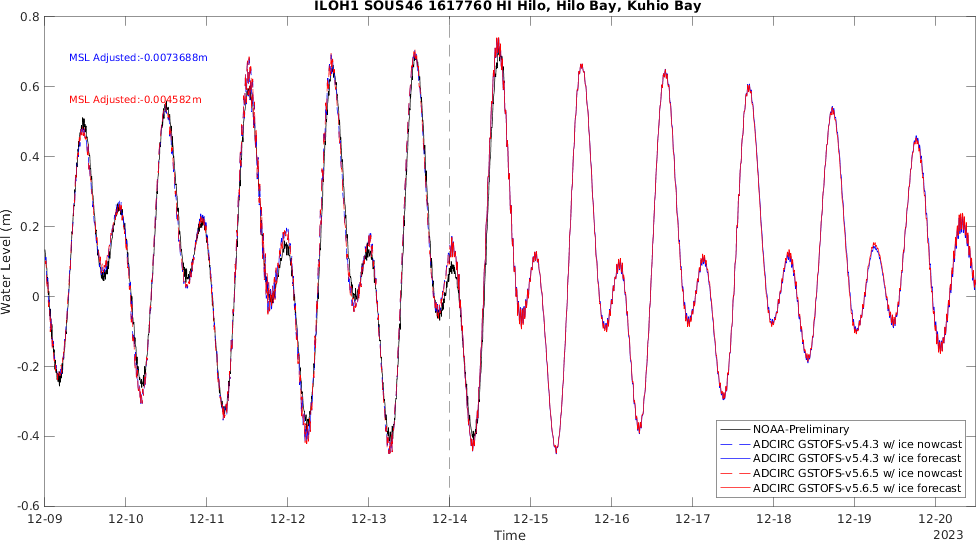 ILOH1 SOUS46 1617760 HI Hilo, Hilo Bay, Kuhio Bay
0.8
0.6
0.4
0.2
0
-0.2
-0.4
-0.6
Water Level (m)
MSL Adjusted:-0.0073688m
MSL Adjusted:-0.004582m
NOAA-Preliminary
ADCIRC GSTOFS-v5.4.3 w/ ice nowcast
ADCIRC GSTOFS-v5.4.3 w/ ice forecast
ADCIRC GSTOFS-v5.6.5 w/ ice nowcast
ADCIRC GSTOFS-v5.6.5 w/ ice forecast
12-09 12-10 12-11 12-12 12-13 12-14 12-15 12-16 12-17 12-18 12-19 12-20
2023
Time